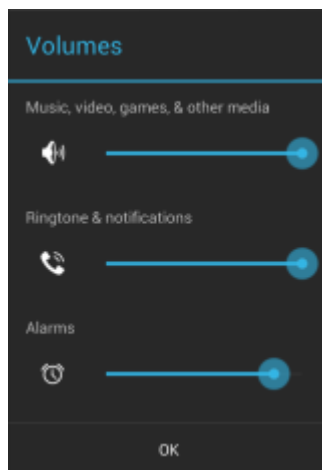 Volumes
Music, video, games, & other media
Ringtone & notifications
Alarms
OK